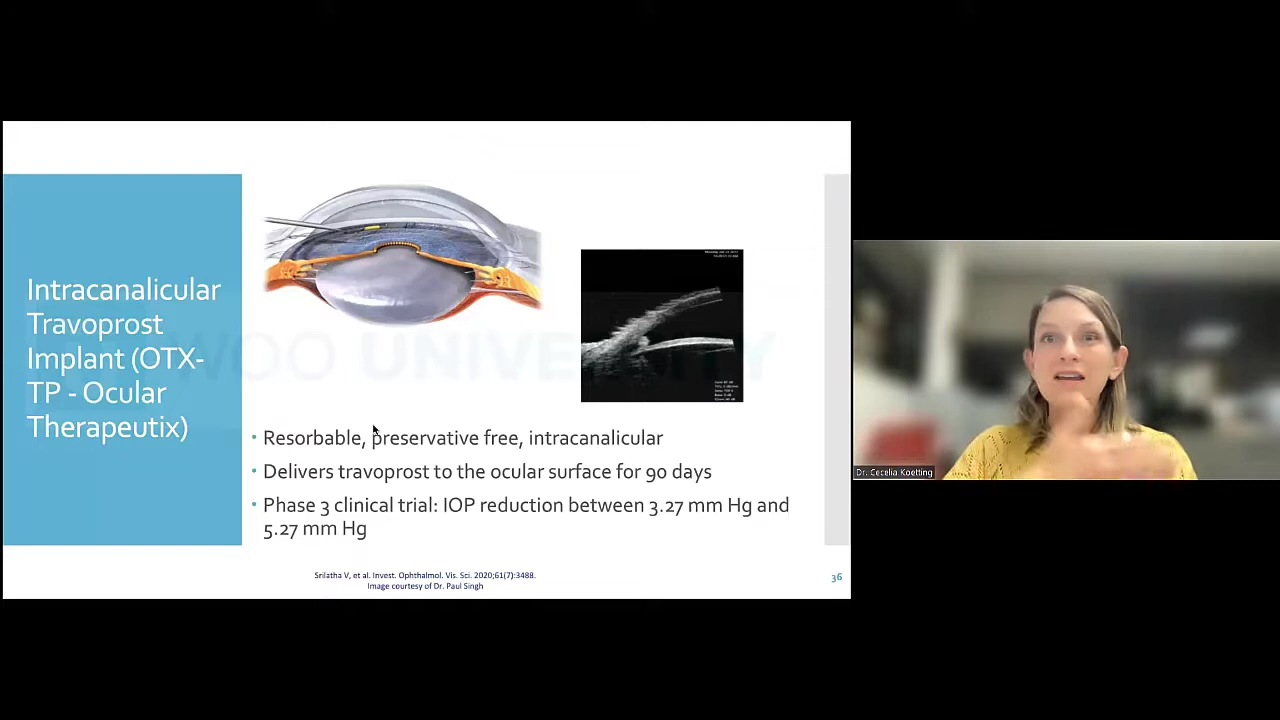 Intracanalicular
Travoprost
Implant (OTX-
TP - Ocular
Therapeutix)
WOO UNIVERSITY
• Resorbable, preservative free, intracanalicular
• Delivers travoprost to the ocular surface for 90 days
• Phase 3 clinical trial: IOP reduction between 3.27 mm Hg and
5.27 mm Hg
Srilatha V, et al. Invest. Ophthalmol. Vis. Sci. 2020;61(7):3488.
Image courtesy of Dr. Paul Singh
36
Dr. Cecelia Koetting